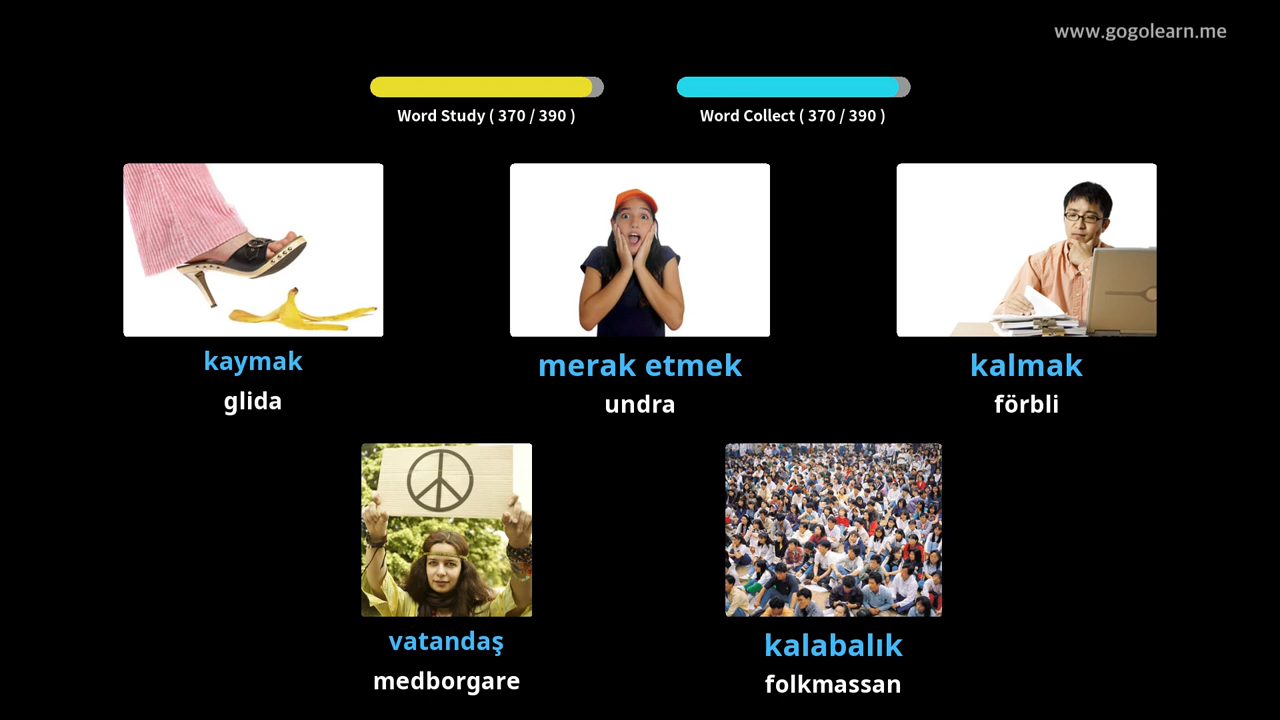 www.gogolearn.me
Word Study ( 370 / 390 )
Word Collect ( 370 / 390 )
kaymak
glida
merak etmek
undra
kalmak
förbli
vatandaş
medborgare
kalabalık
folkmassan